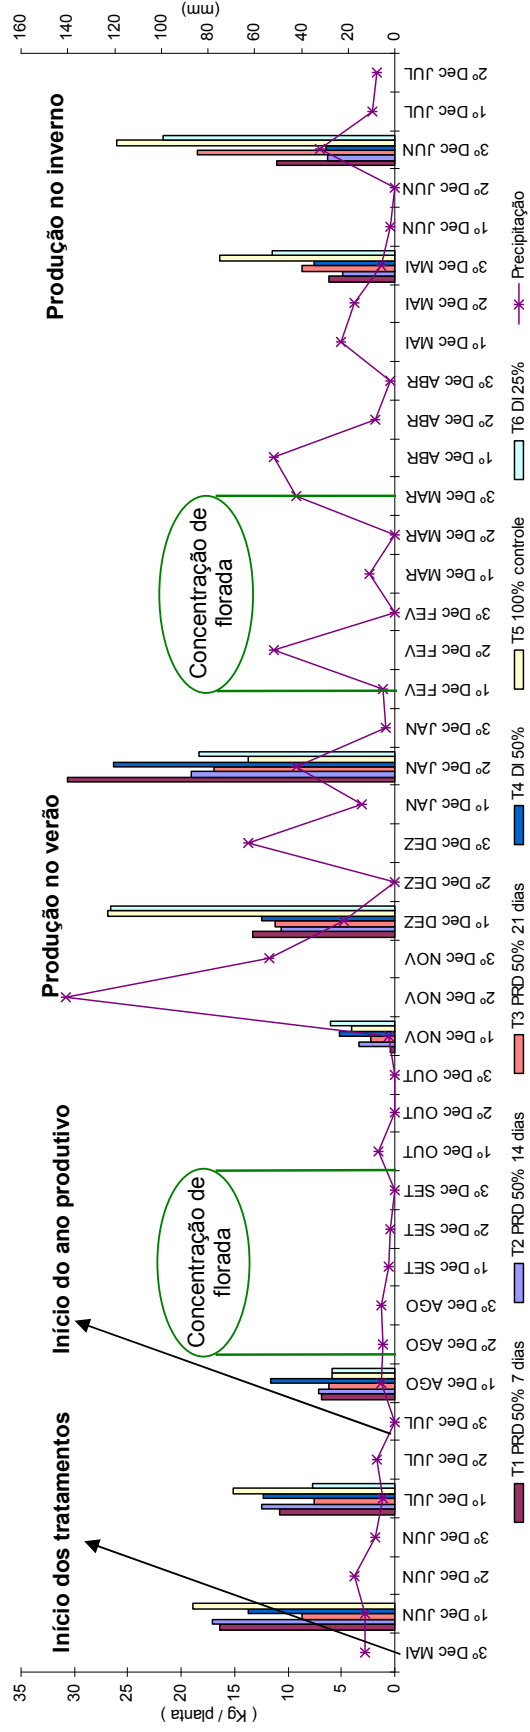 Início dos tratamentos
Início do ano produtivo
Produção no verão
Produção no inverno
Concentração de
florada
Concentração de
florada
35
30
25
20
15
10
5
0
( Kg / planta )
160
140
120
100
80
60
40
20
0
(mm)
3º Dec MAI
1º Dec JUN
2º Dec JUN
3º Dec JUN
1º Dec JUL
2º Dec JUL
3º Dec JUL
1º Dec AGO
2º Dec AGO
3º Dec AGO
1º Dec SET
2º Dec SET
3º Dec SET
1º Dec OUT
2º Dec OUT
3º Dec OUT
1º Dec NOV
2º Dec NOV
3º Dec NOV
1º Dec DEZ
2º Dec DEZ
3º Dec DEZ
1º Dec JAN
2º Dec JAN
3º Dec JAN
1º Dec FEV
2º Dec FEV
3º Dec FEV
1º Dec MAR
2º Dec MAR
3º Dec MAR
1º Dec ABR
2º Dec ABR
3º Dec ABR
1º Dec MAI
2º Dec MAI
3º Dec MAI
1º Dec JUN
2º Dec JUN
3º Dec JUN
1º Dec JUL
2º Dec JUL
T1 PRD 50% 7 dias
T2 PRD 50% 14 dias
T3 PRD 50% 21 dias
T4 DI 50%
T5 100% controle
T6 DI 25%
Precipitação